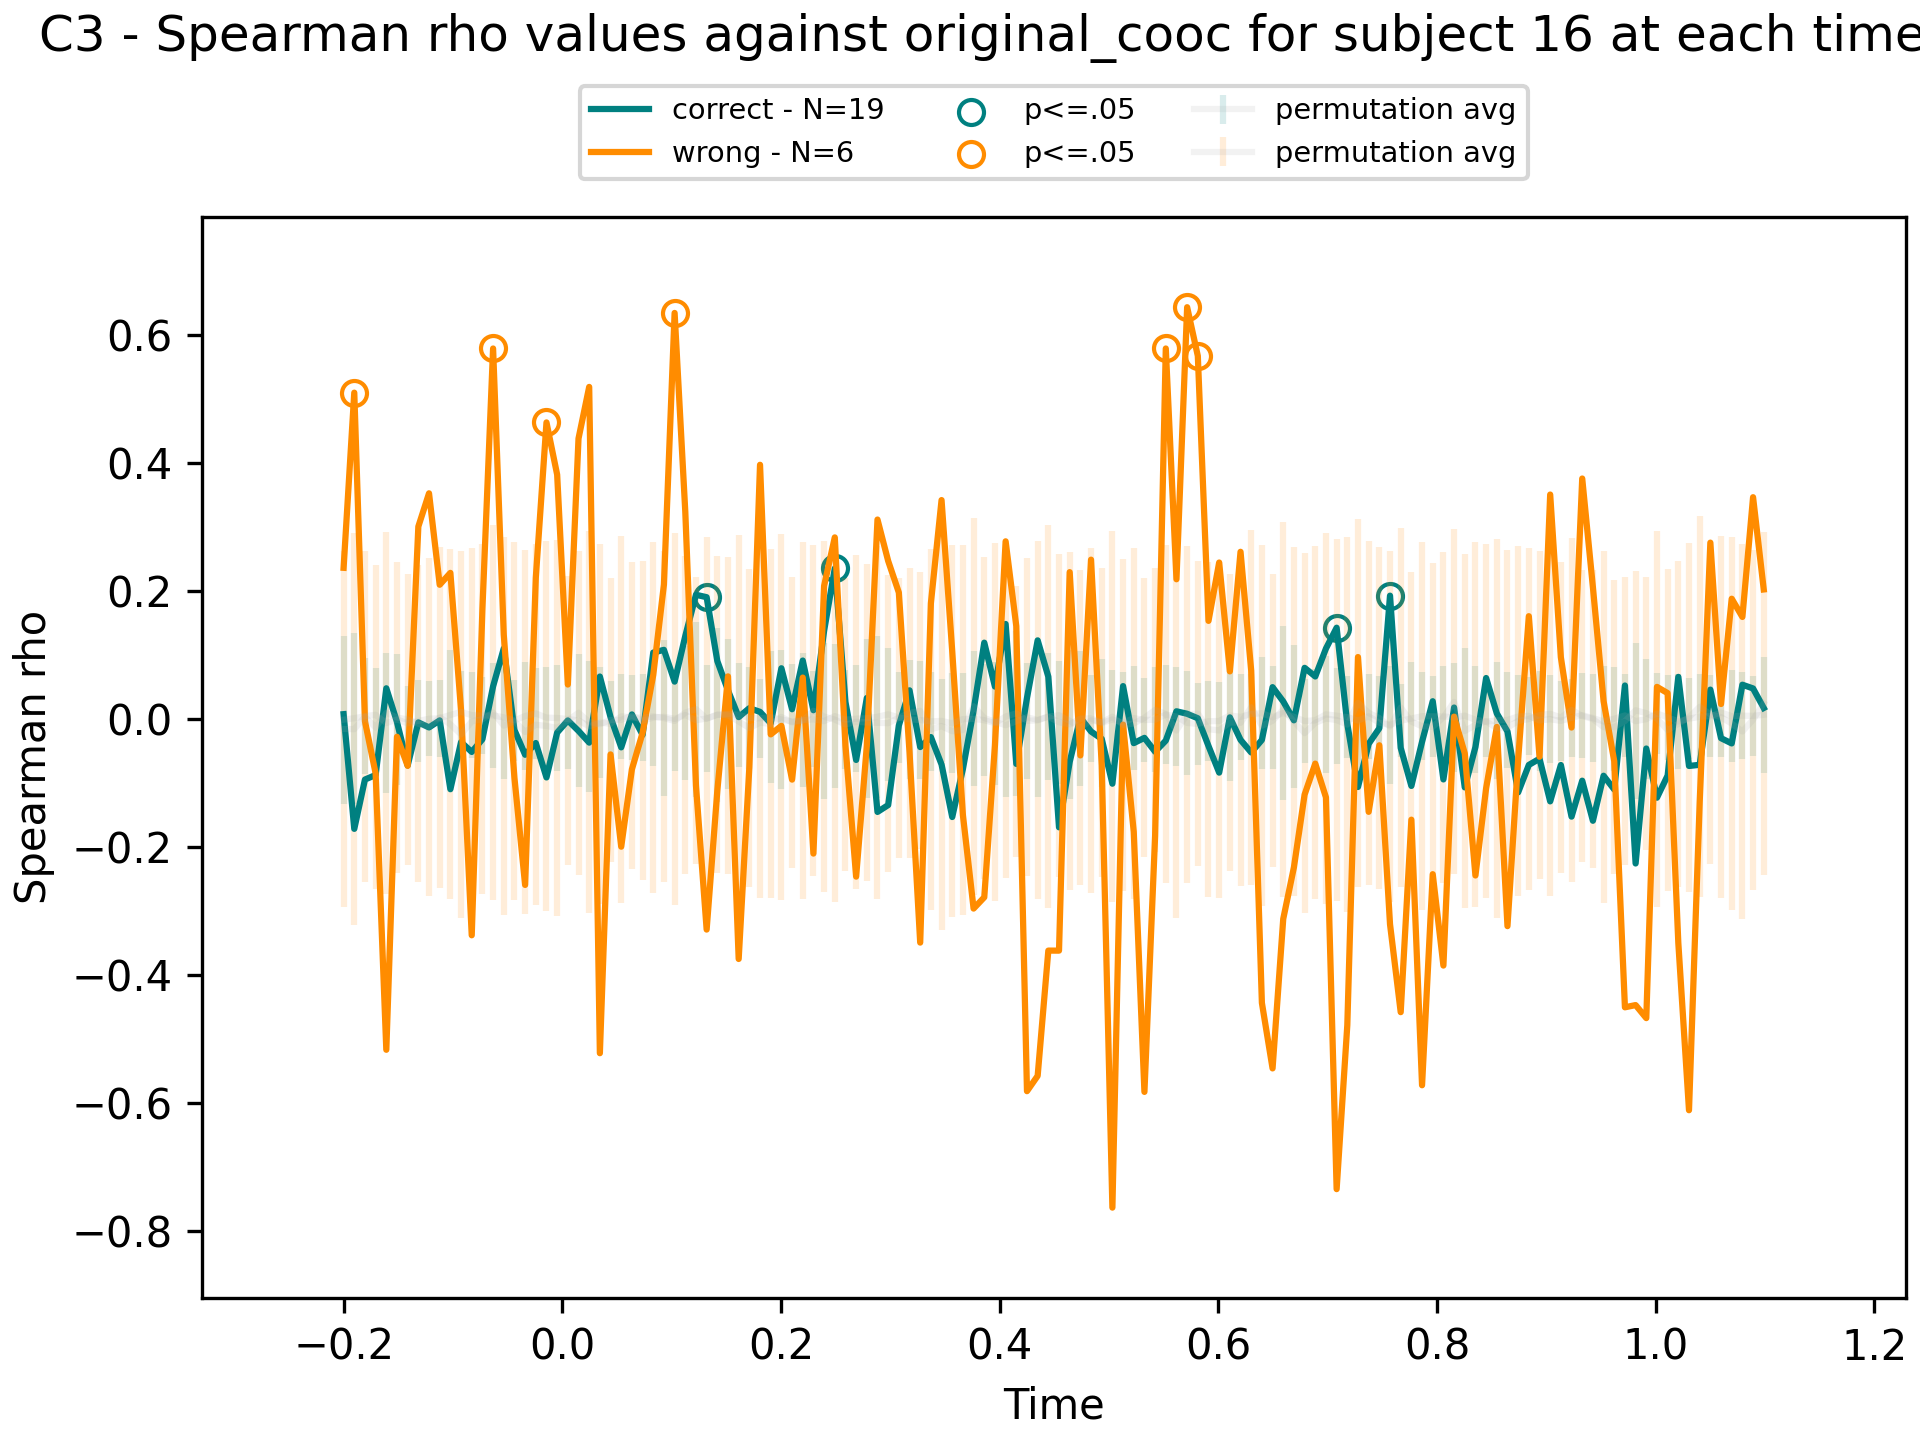 C3 - Spearman rho values against original_cooc for subject 16 at each time
correct - N=19 p<=.05 permutation avg
wrong - N=6 p<=.05 permutation avg
0.6
0.4
0.2
0.0
−0.2
−0.4
−0.6
−0.8
Spearman rho
−0.2 0.0 0.2 0.4 0.6 0.8 1.0 1.2
Time